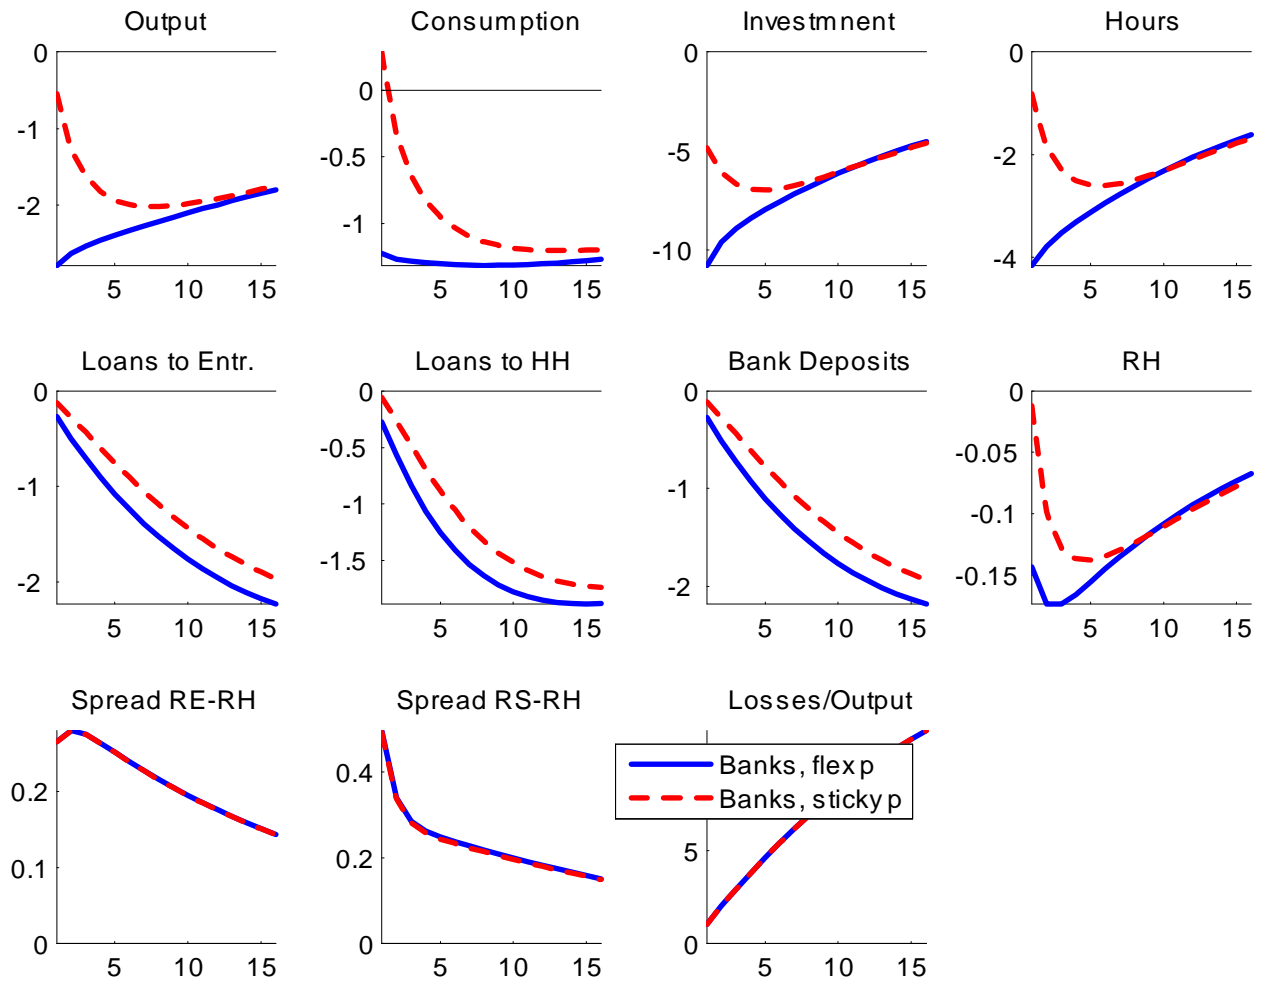 Output Consumption Investmnent Hours
0 0 0 0
-1 -0.5 -5 -2
-2 -1 -10 -4
5 10 15 5 10 15 5 10 15 5 10 15
Loans to Entr. Loans to HH Bank Deposits RH
0 0 0 0
-1 -0.5 -1 -0.05
-2 -1 -2 -0.1
-1.5 -0.15
5 10 15 5 10 15 5 10 15 5 10 15
Spread RE-RH Spread RS-RH Losses/Output
0.2 0.4 5
0.1 0.2 0
0 0
Banks, flex p
Banks, sticky p
5 10 15 5 10 15 5 10 15